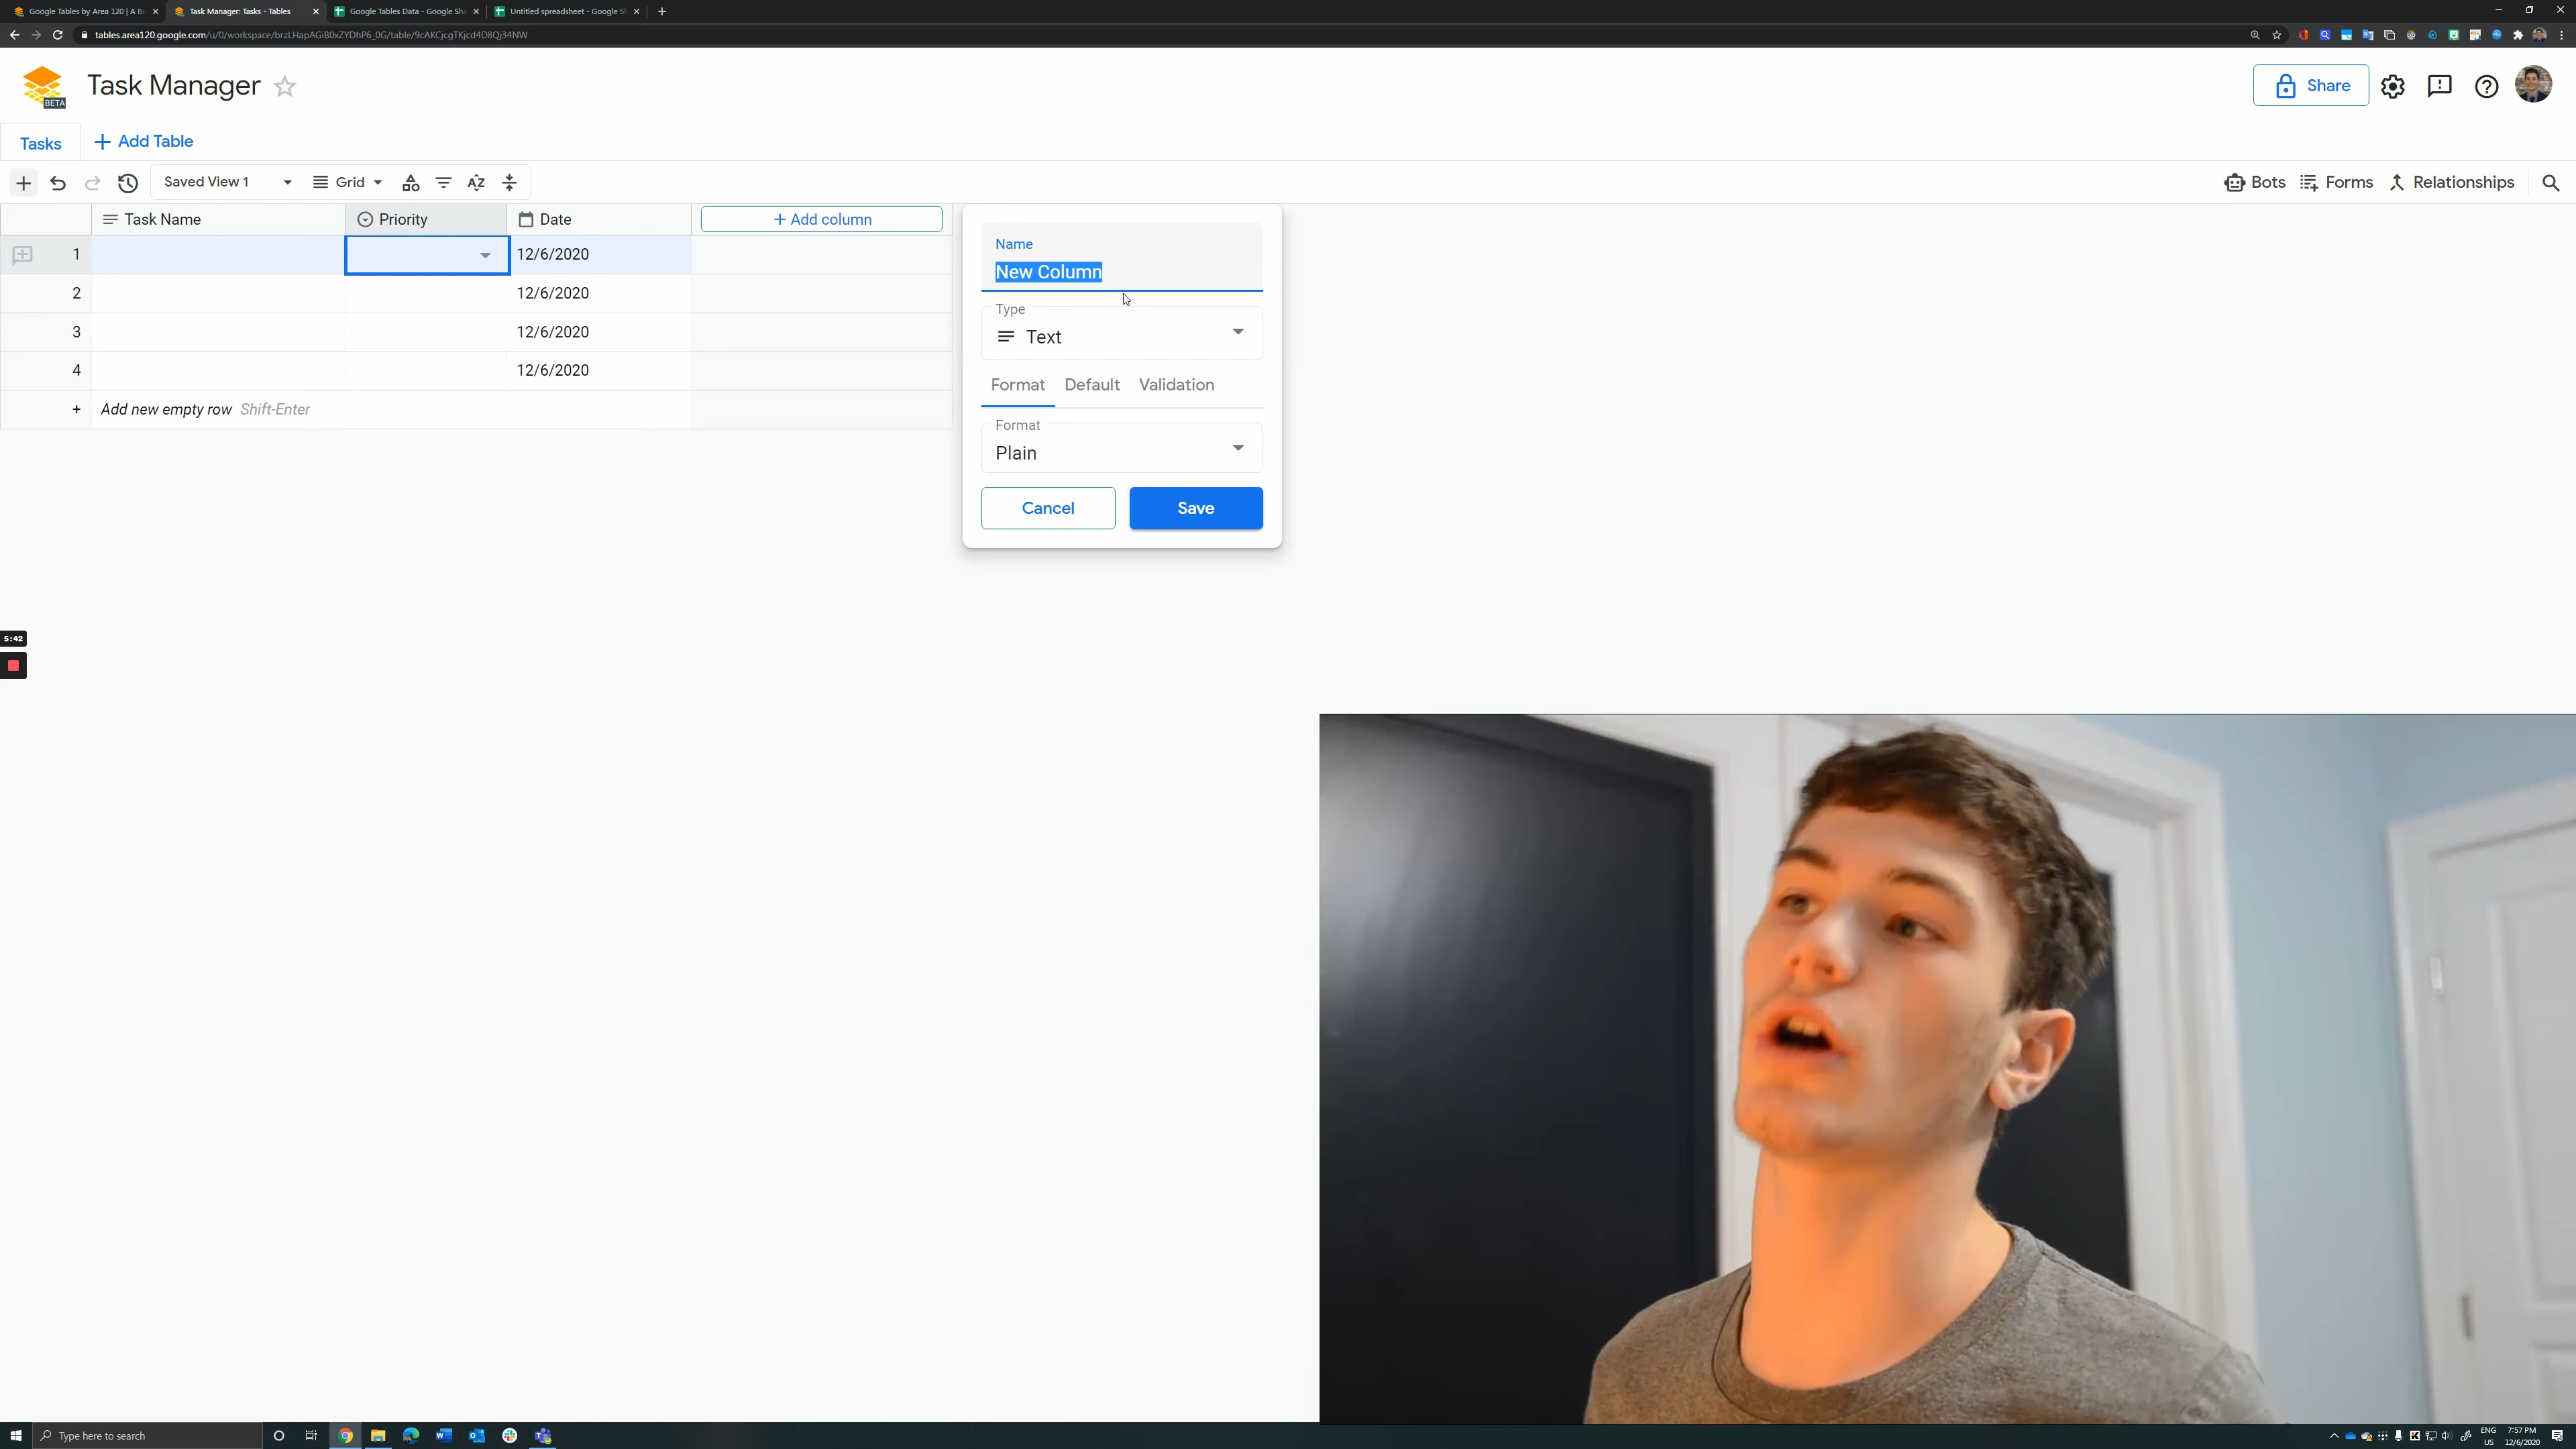 Google Tables by Area 120 | A Bu
Task Manager: Tasks - Tables
Google Tables Data - Google She
Untitled spreadsheet - Google Sh
tables.area120.google.com/u/0/workspace/brzLHapAGiB0xZYDhP6_0G/table/9cAKCjcgTKjcd4D8Qj34NW
BETA
Task Manager
Share
Tasks
+ Add Table
Saved View 1
Grid
Bots
Forms
Relationships
Task Name
Priority
Date
+ Add column
1
12/6/2020
2
12/6/2020
3
12/6/2020
4
12/6/2020
+ Add new empty row Shift-Enter
Name
New Column
Type
Text
Format
Default
Validation
Format
Plain
Cancel
Save
5:42
Type here to search
ENG
US
7:57 PM
12/6/2020